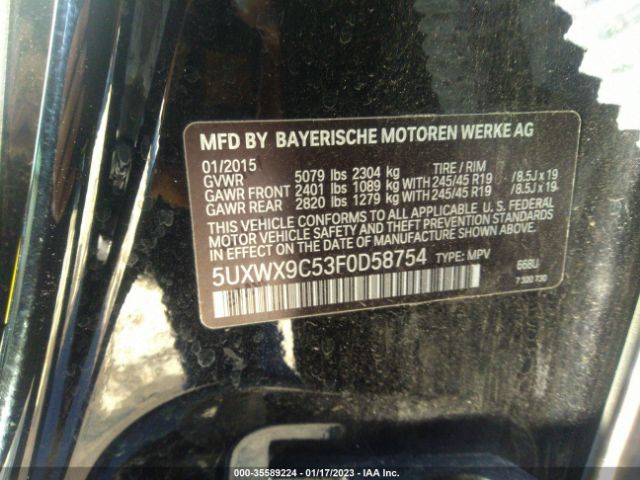 MFD BY BAYERISCHE MOTOREN WERKE AG
01/2015 TIRE / RIM
GVWR 5079 lbs 2304 kg
GAWR FRONT 2401 lbs 1089 kg WITH 245/45 R19 /8.5J x 19
GAWR REAR 2820 lbs 1279 kg WITH 245/45 R19 /8.5J x 19
THIS VEHICLE CONFORMS TO ALL APPLICABLE U. S. FEDERAL
MOTOR VEHICLE SAFETY AND THEFT PREVENTION STANDARDS
IN EFFECT ON THE DATE OF MANUFACTURE SHOWN ABOVE.
5UXWX9C53F0D58754 TYPE: MPV 668U
7 320 730
000-35589224 - 01/17/2023 - IAA Inc.